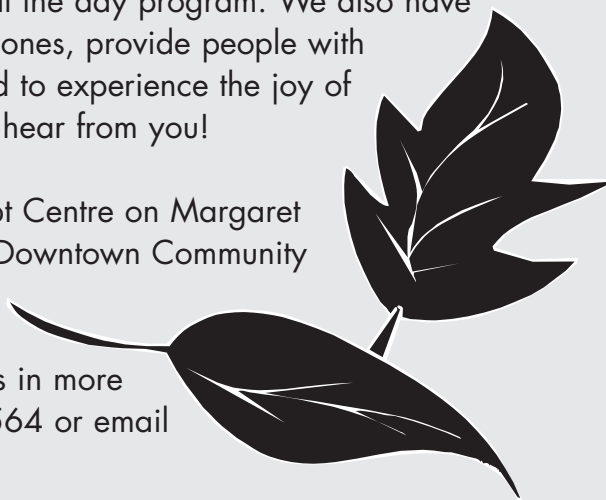 the day program. We also have
ones, provide people with
to experience the joy of
hear from you!
Centre on Margaret
Downtown Community
in more
564 or email